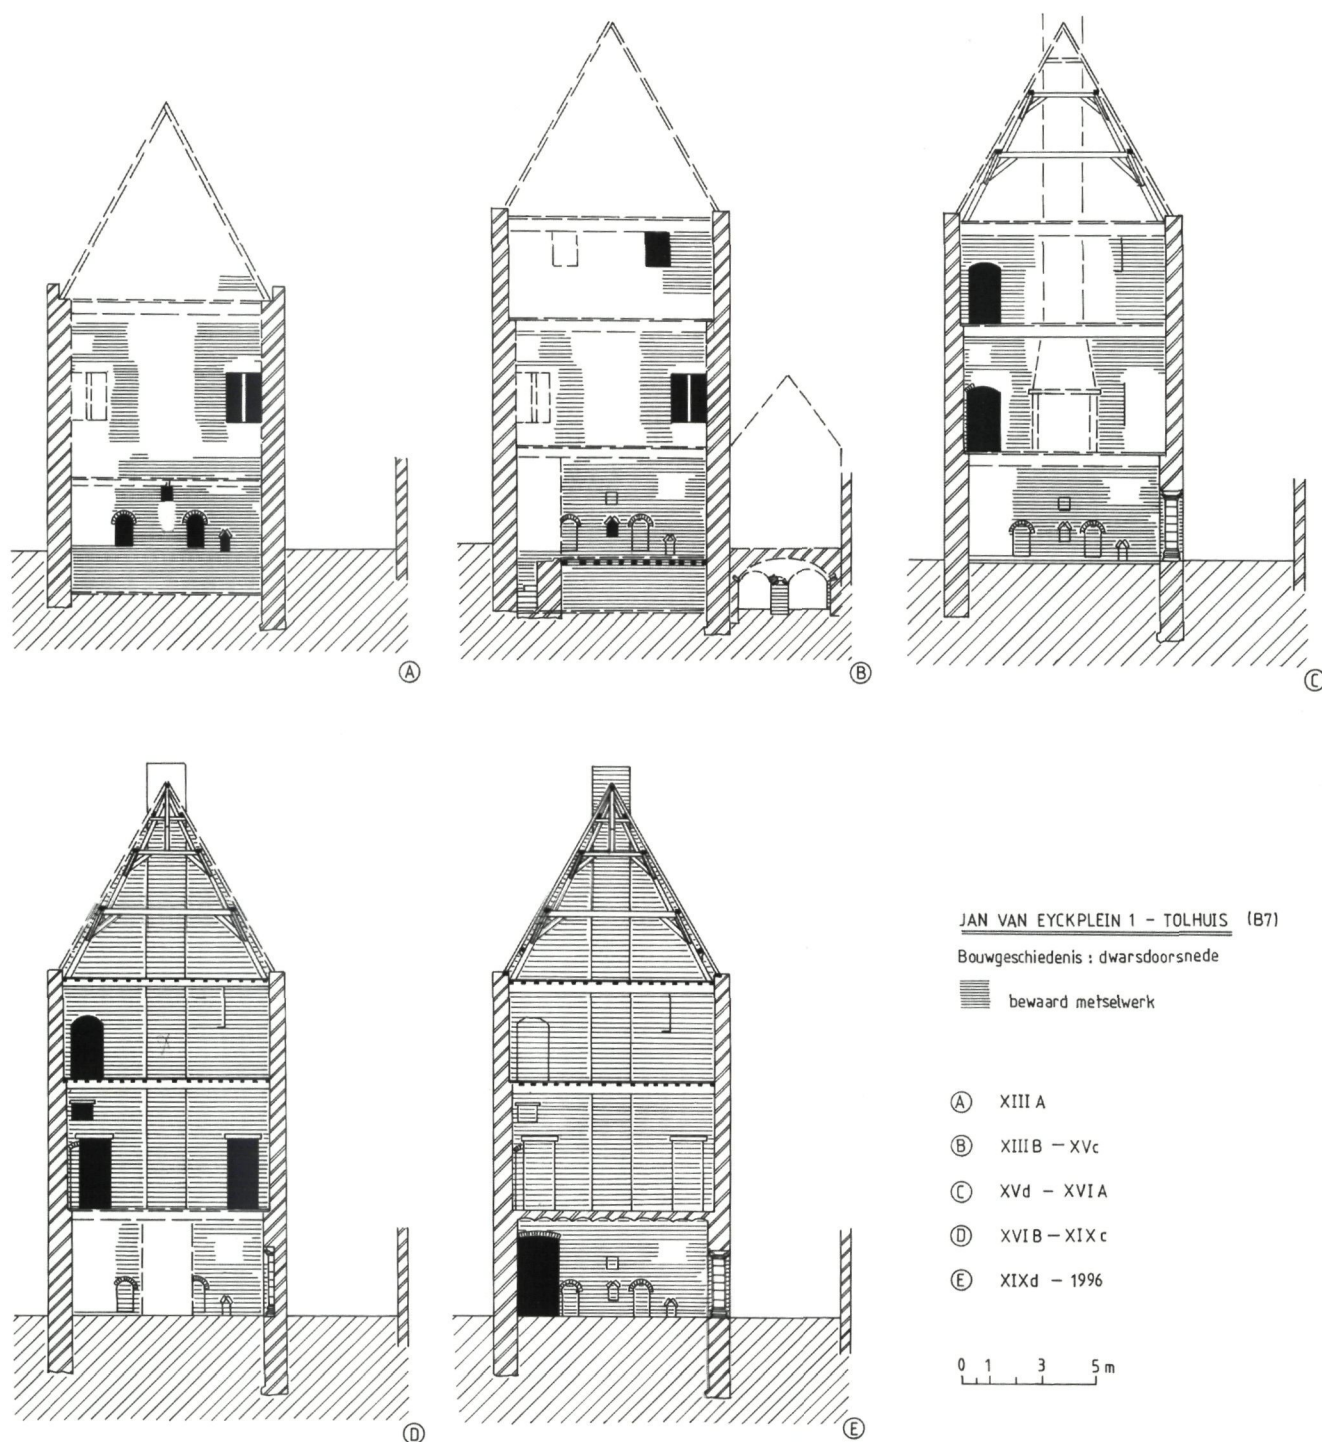 A
B
C
D
E
JAN VAN EYCKPLEIN 1 - TOLHUIS (B7)
Bouwgeschiedenis : dwarsdoorsnede
bewaard metselwerk
A XIII A
B XIII B - XVc
C XVd - XVI A
D XVI B - XIXc
E XIXd - 1996
0 1 3 5 m